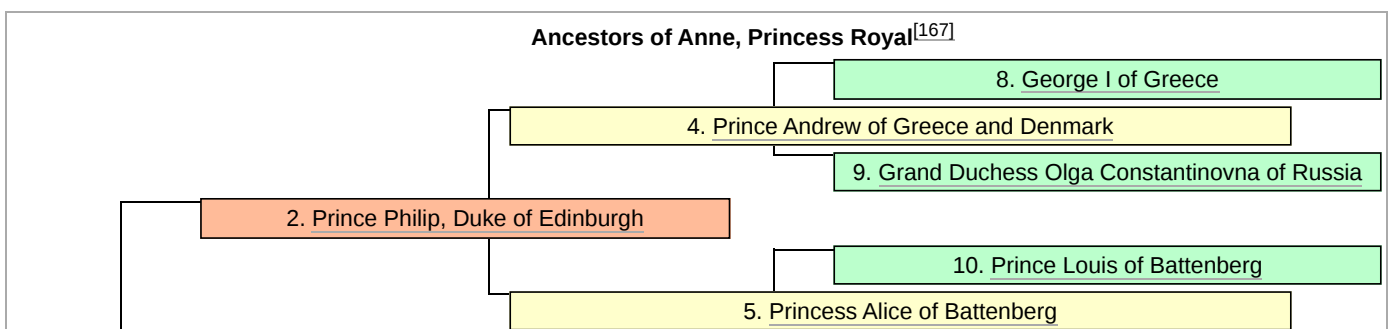 Ancestors of Anne, Princess Royal[167]
8. George I of Greece
4. Prince Andrew of Greece and Denmark
9. Grand Duchess Olga Constantinovna of Russia
2. Prince Philip, Duke of Edinburgh
10. Prince Louis of Battenberg
5. Princess Alice of Battenberg